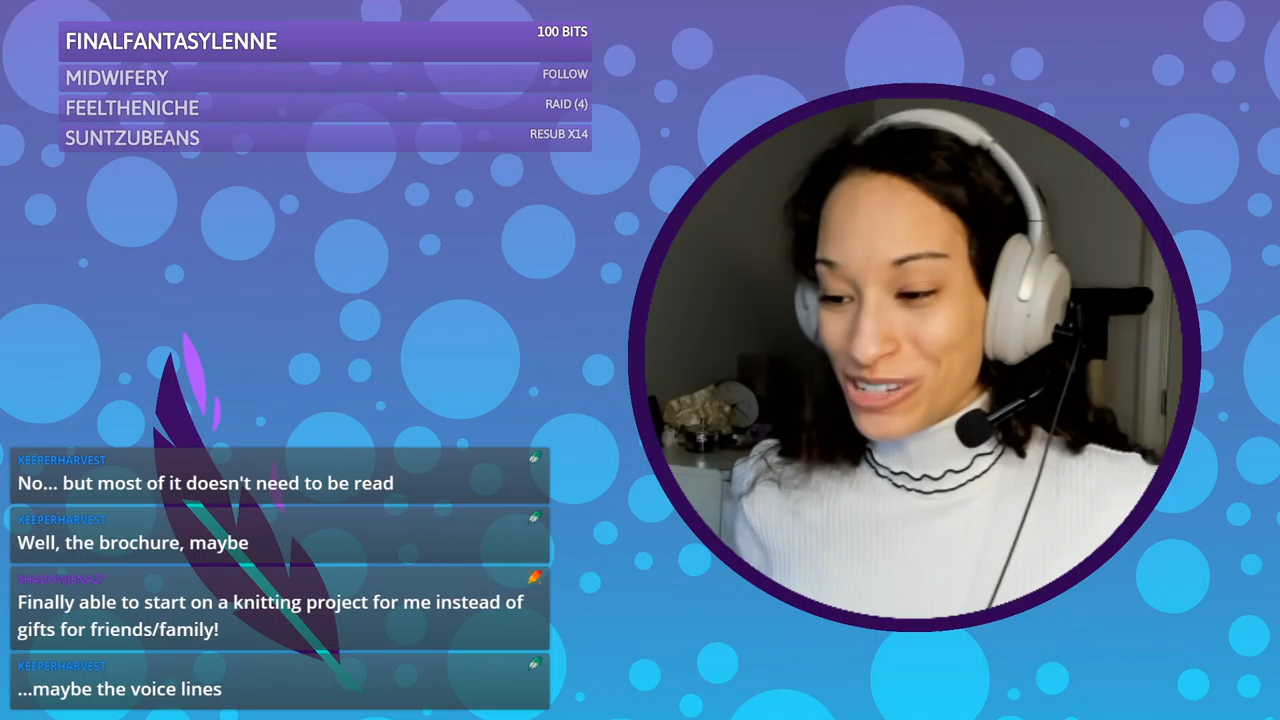 FINALFANTASYLENNE 100 BITS
MIDWIFERY FOLLOW
FEELTHENICHE RAID (4)
SUNTZUBEANS RESUB X14
KEEPERHARVEST
No... but most of it doesn't need to be read
KEEPERHARVEST
Well, the brochure, maybe
Finally able to start on a knitting project for me instead of
gifts for friends/family!
KEEPERHARVEST
...maybe the voice lines